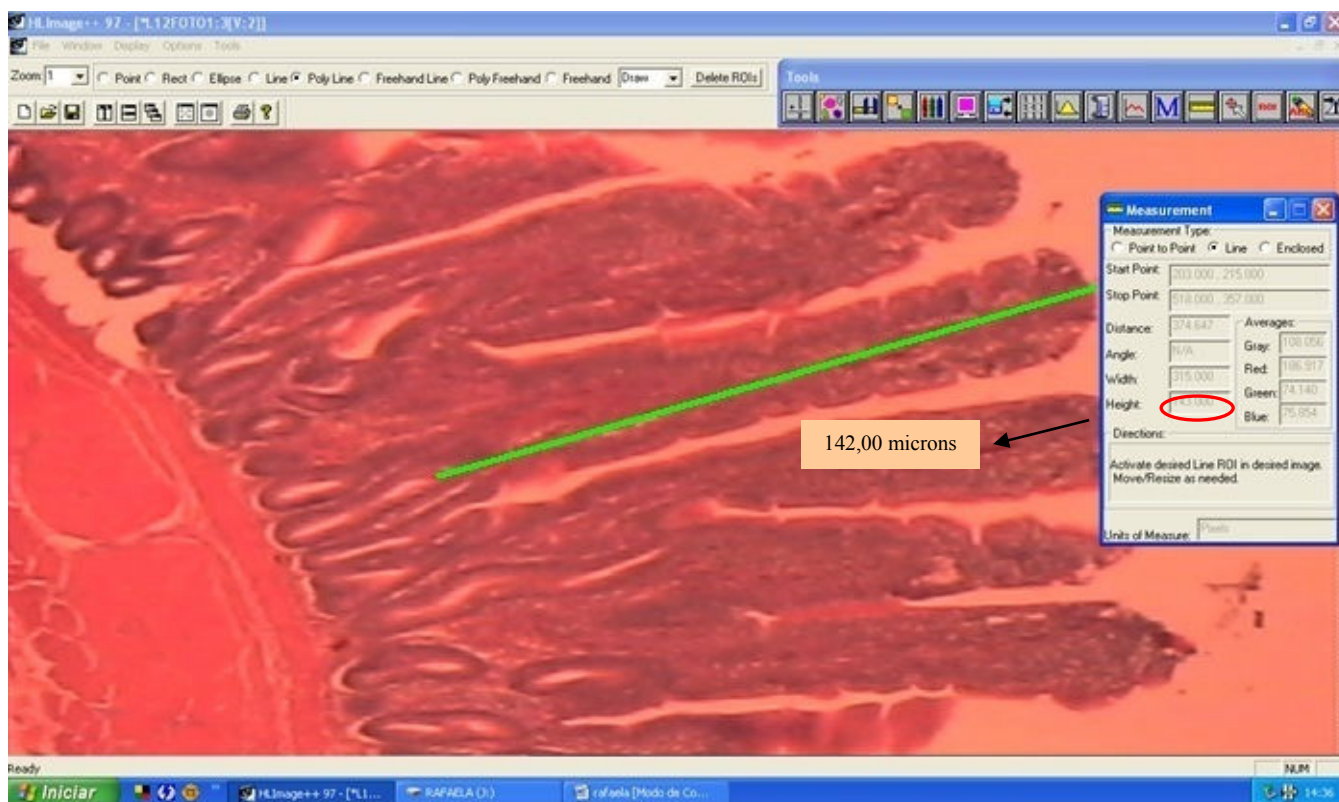 HLImage++ 97 - [*L12FOTO1:3[V:2]]
File Window Display Options Tools
Zoom: 1 Point Rect Ellipse Line Poly Line Freehand Line Poly Freehand Freehand Draw Delete ROIs
Tools
M ROI
Measurement
Measurement Type:
Point to Point Line Enclosed
Start Point: 203.000 , 215.000
Stop Point: 518.000 , 357.000
Distance: 374.647
Averages:
Angle: N/A
Gray: 108.056
Width: 315.000
Red: 186.917
Height:
Green: 74.140
Blue: 75.854
142,00 microns
Directions:
Activate desired Line ROI in desired image.
Move/Resize as needed.
Units of Measure: Pixels
Ready
NUM
Iniciar HLImage++ 97 - [*L1... RAFAELA (J:) rafaela [Modo de Co... 14:36